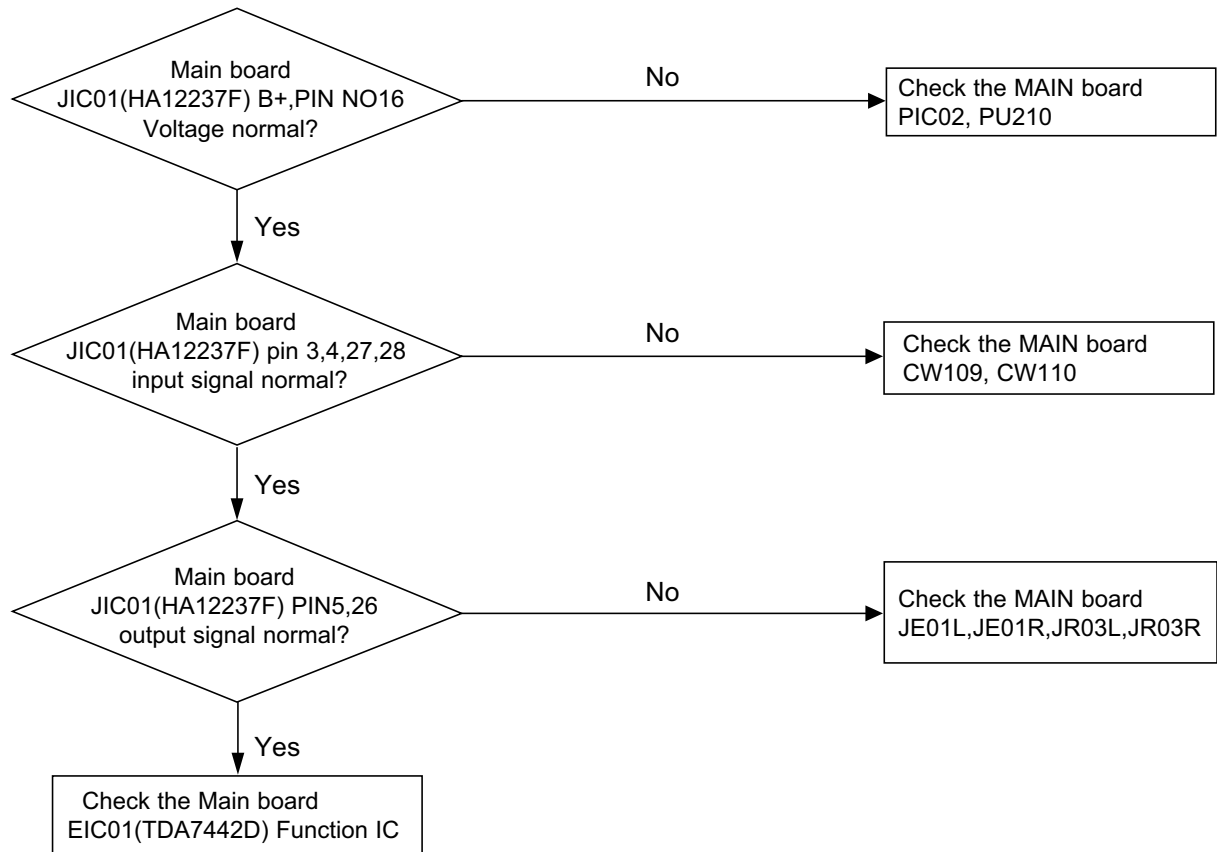 Main board
JIC01(HA12237F) B+,PIN NO16
Voltage normal?
No
Check the MAIN board
PIC02, PU210
Yes
Main board
JIC01(HA12237F) pin 3,4,27,28
input signal normal?
No
Check the MAIN board
CW109, CW110
Yes
Main board
JIC01(HA12237F) PIN5,26
output signal normal?
No
Check the MAIN board
JE01L,JE01R,JR03L,JR03R
Yes
Check the Main board
EIC01(TDA7442D) Function IC